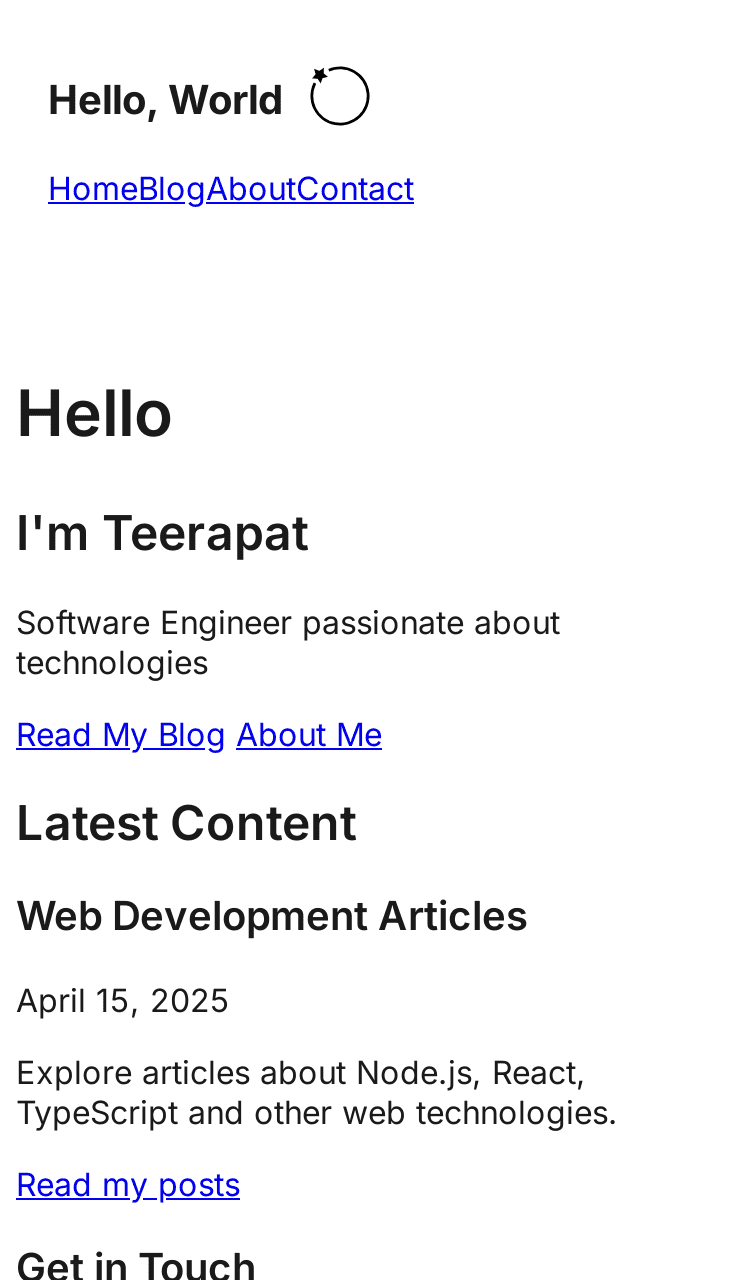 Hello, World
HomeBlogAboutContact
Hello
I'm Teerapat
Software Engineer passionate about
technologies
Read My Blog About Me
Latest Content
Web Development Articles
April 15, 2025
Explore articles about Node.js, React,
TypeScript and other web technologies.
Read my posts
Get in Touch